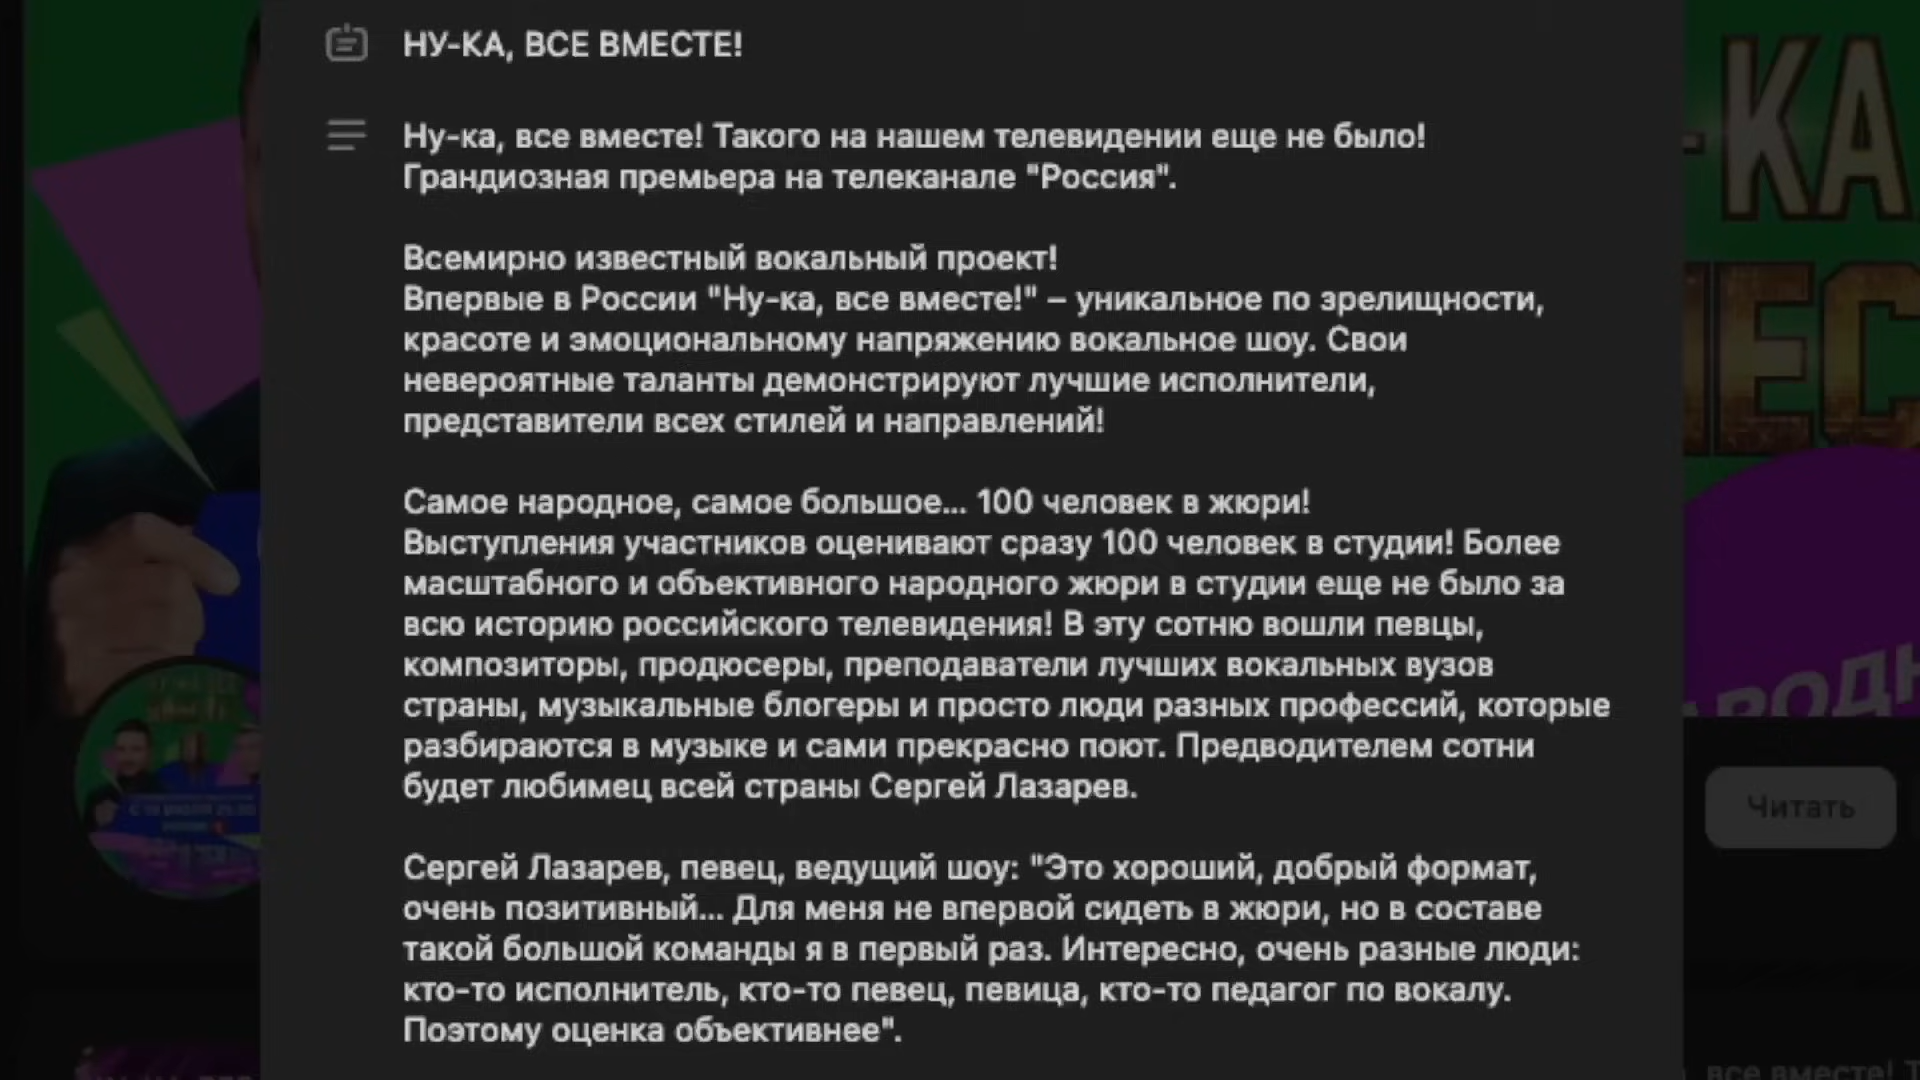 НУ-КА, ВСЕ ВМЕСТЕ!
Ну-ка, все вместе! Такого на нашем телевидении еще не было!
Грандиозная премьера на телеканале "Россия".
Всемирно известный вокальный проект!
Впервые в России "Ну-ка, все вместе!" – уникальное по зрелищности,
красоте и эмоциональному напряжению вокальное шоу. Свои
невероятные таланты демонстрируют лучшие исполнители,
представители всех стилей и направлений!
Самое народное, самое большое... 100 человек в жюри!
Выступления участников оценивают сразу 100 человек в студии! Более
масштабного и объективного народного жюри в студии еще не было за
всю историю российского телевидения! В эту сотню вошли певцы,
композиторы, продюсеры, преподаватели лучших вокальных вузов
страны, музыкальные блогеры и просто люди разных профессий, которые
разбираются в музыке и сами прекрасно поют. Предводителем сотни
будет любимец всей страны Сергей Лазарев.
Сергей Лазарев, певец, ведущий шоу: "Это хороший, добрый формат,
очень позитивный... Для меня не впервой сидеть в жюри, но в составе
такой большой команды я в первый раз. Интересно, очень разные люди:
кто-то исполнитель, кто-то певец, певица, кто-то педагог по вокалу.
Поэтому оценка объективнее".
-КА
Читать
все вместе!